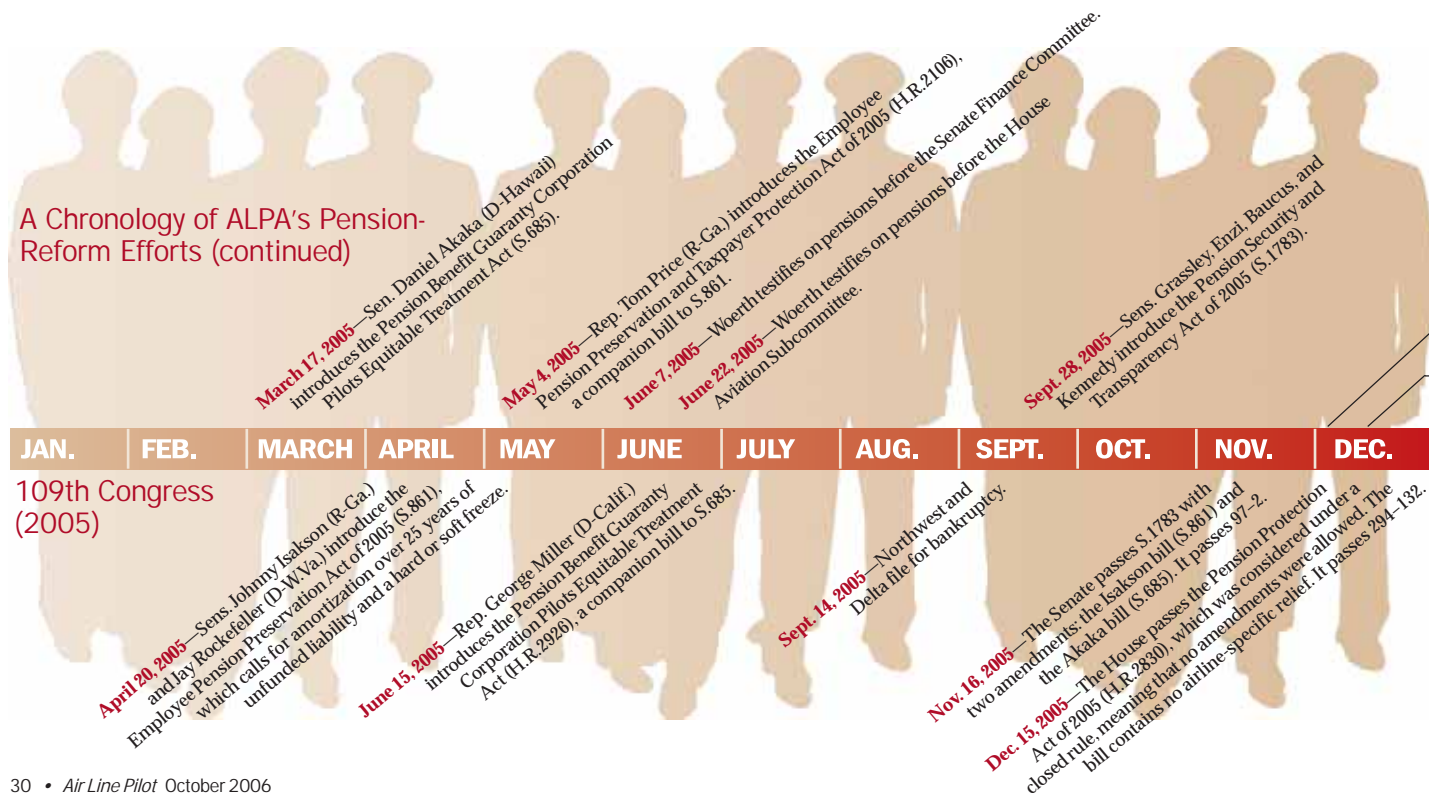 A Chronology of ALPA's Pension-
Reform Efforts (continued)
March 17, 2005—Sen. Daniel Akaka (D-Hawaii)
introduces the Pension Benefit Guaranty Corporation
Pilots Equitable Treatment Act (S.685).
May 4, 2005—Rep. Tom Price (R-Ga.) introduces the Employee
Pension Preservation and Taxpayer Protection Act of 2005 (H.R.2106),
a companion bill to S.861.
June 7, 2005—Woerth testifies on pensions before the Senate Finance Committee.
June 22, 2005—Woerth testifies on pensions before the House
Aviation Subcommittee.
Sept. 28, 2005—Sens. Grassley, Enzi, Baucus, and
Kennedy introduce the Pension Security and
Transparency Act of 2005 (S.1783).
JAN. FEB. MARCH APRIL MAY JUNE JULY AUG. SEPT. OCT. NOV. DEC.
109th Congress
(2005)
April 20, 2005—Sens. Johnny Isakson (R-Ga.)
and Jay Rockefeller (D-W.Va.) introduce the
Employee Pension Preservation Act of 2005 (S.861),
which calls for amortization over 25 years of
unfunded liability and a hard or soft freeze.
June 15, 2005—Rep. George Miller (D-Calif.)
introduces the Pension Benefit Guaranty
Corporation Pilots Equitable Treatment
Act (H.R.2926), a companion bill to S.685.
Sept. 14, 2005—Northwest and
Delta file for bankruptcy.
Nov. 16, 2005—The Senate passes S.1783 with
two amendments: the Isakson bill (S.861) and
the Akaka bill (S.685). It passes 97–2.
Dec. 15, 2005—The House passes the Pension Protection
Act of 2005 (H.R.2830), which was considered under a
closed rule, meaning that no amendments were allowed. The
bill contains no airline-specific relief. It passes 294–132.
30 • Air Line Pilot October 2006